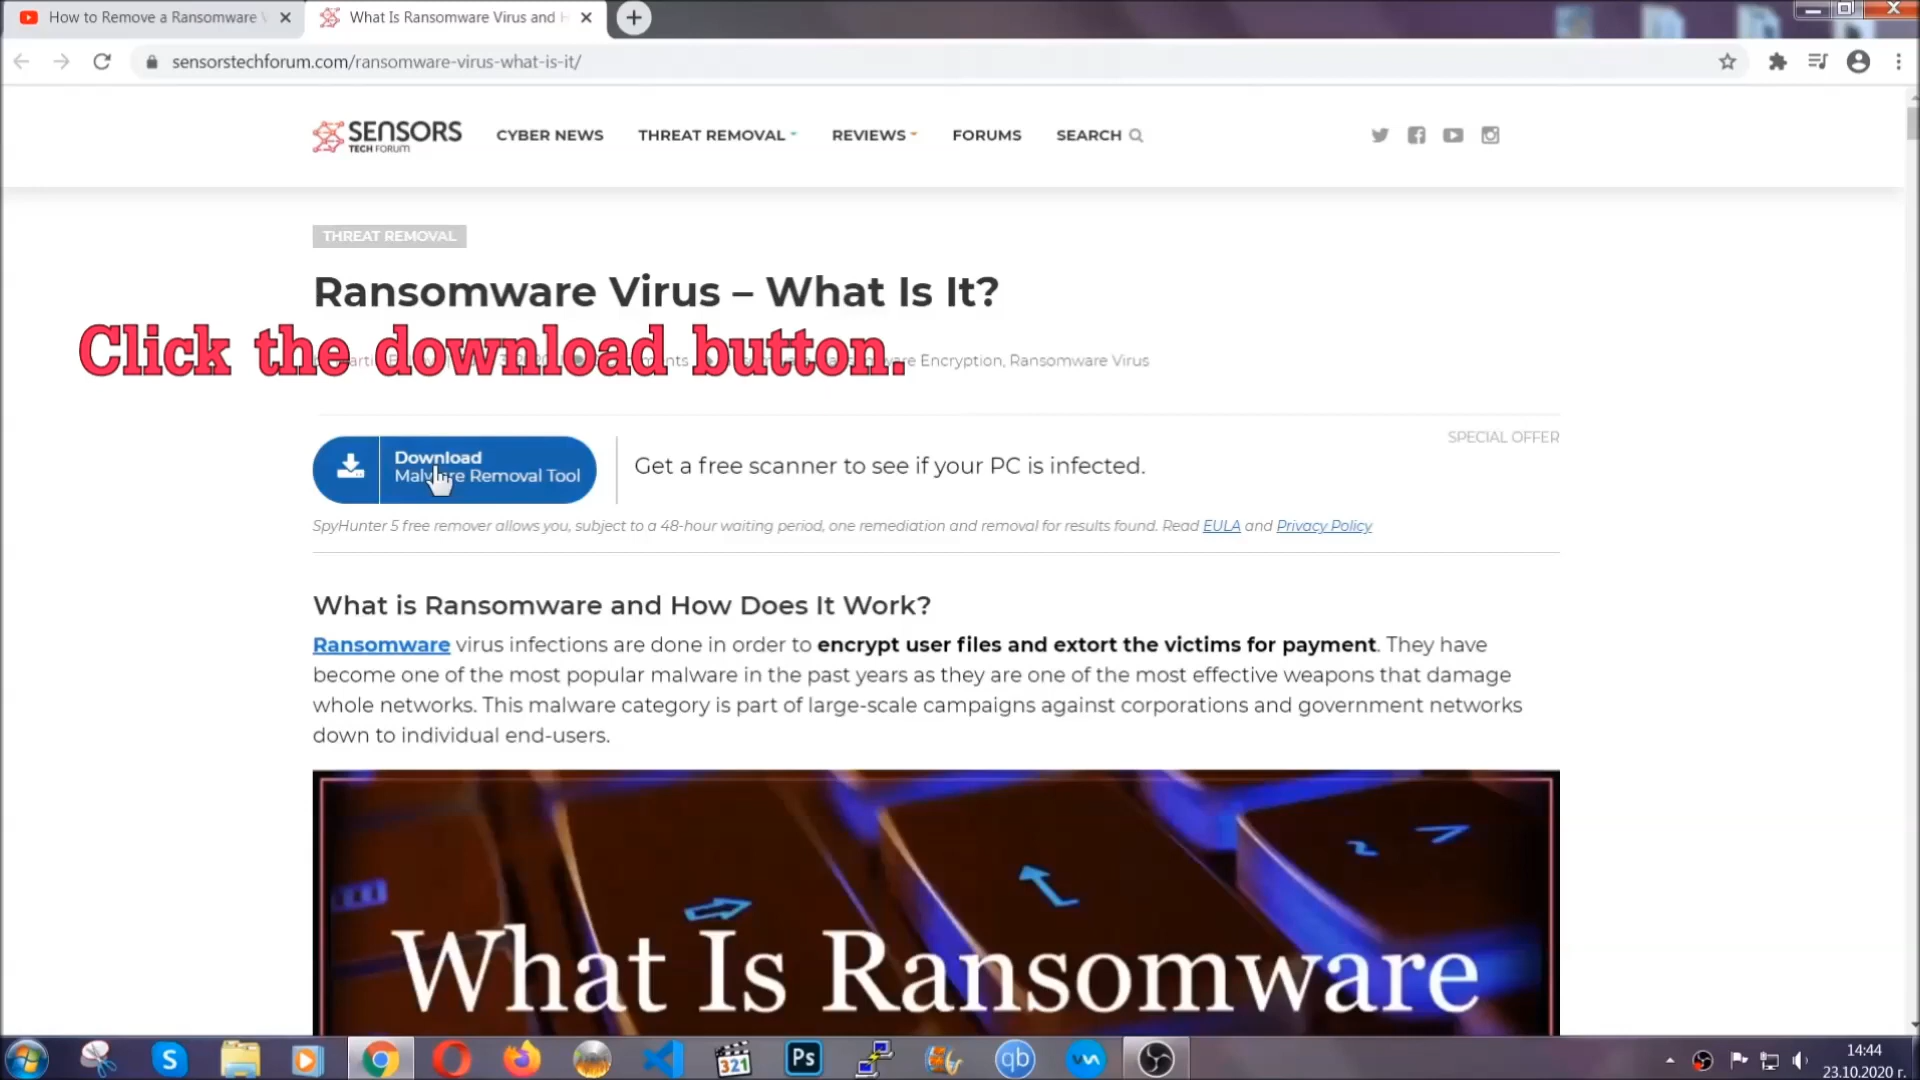 How to Remove a Ransomware V
What Is Ransomware Virus and H
sensorstechforum.com/ransomware-virus-what-is-it/
SENSORS
TECH FORUM
CYBER NEWS
THREAT REMOVAL
REVIEWS
FORUMS
SEARCH
THREAT REMOVAL
Ransomware Virus – What Is It?
Click the download button.
Encryption, Ransomware Virus
SPECIAL OFFER
Download
Malware Removal Tool
Get a free scanner to see if your PC is infected.
SpyHunter 5 free remover allows you, subject to a 48-hour waiting period, one remediation and removal for results found. Read EULA and Privacy Policy
What is Ransomware and How Does It Work?
Ransomware virus infections are done in order to encrypt user files and extort the victims for payment. They have
become one of the most popular malware in the past years as they are one of the most effective weapons that damage
whole networks. This malware category is part of large-scale campaigns against corporations and government networks
down to individual end-users.
What Is Ransomware
321
Ps
qb
14:44
23.10.2020 г.